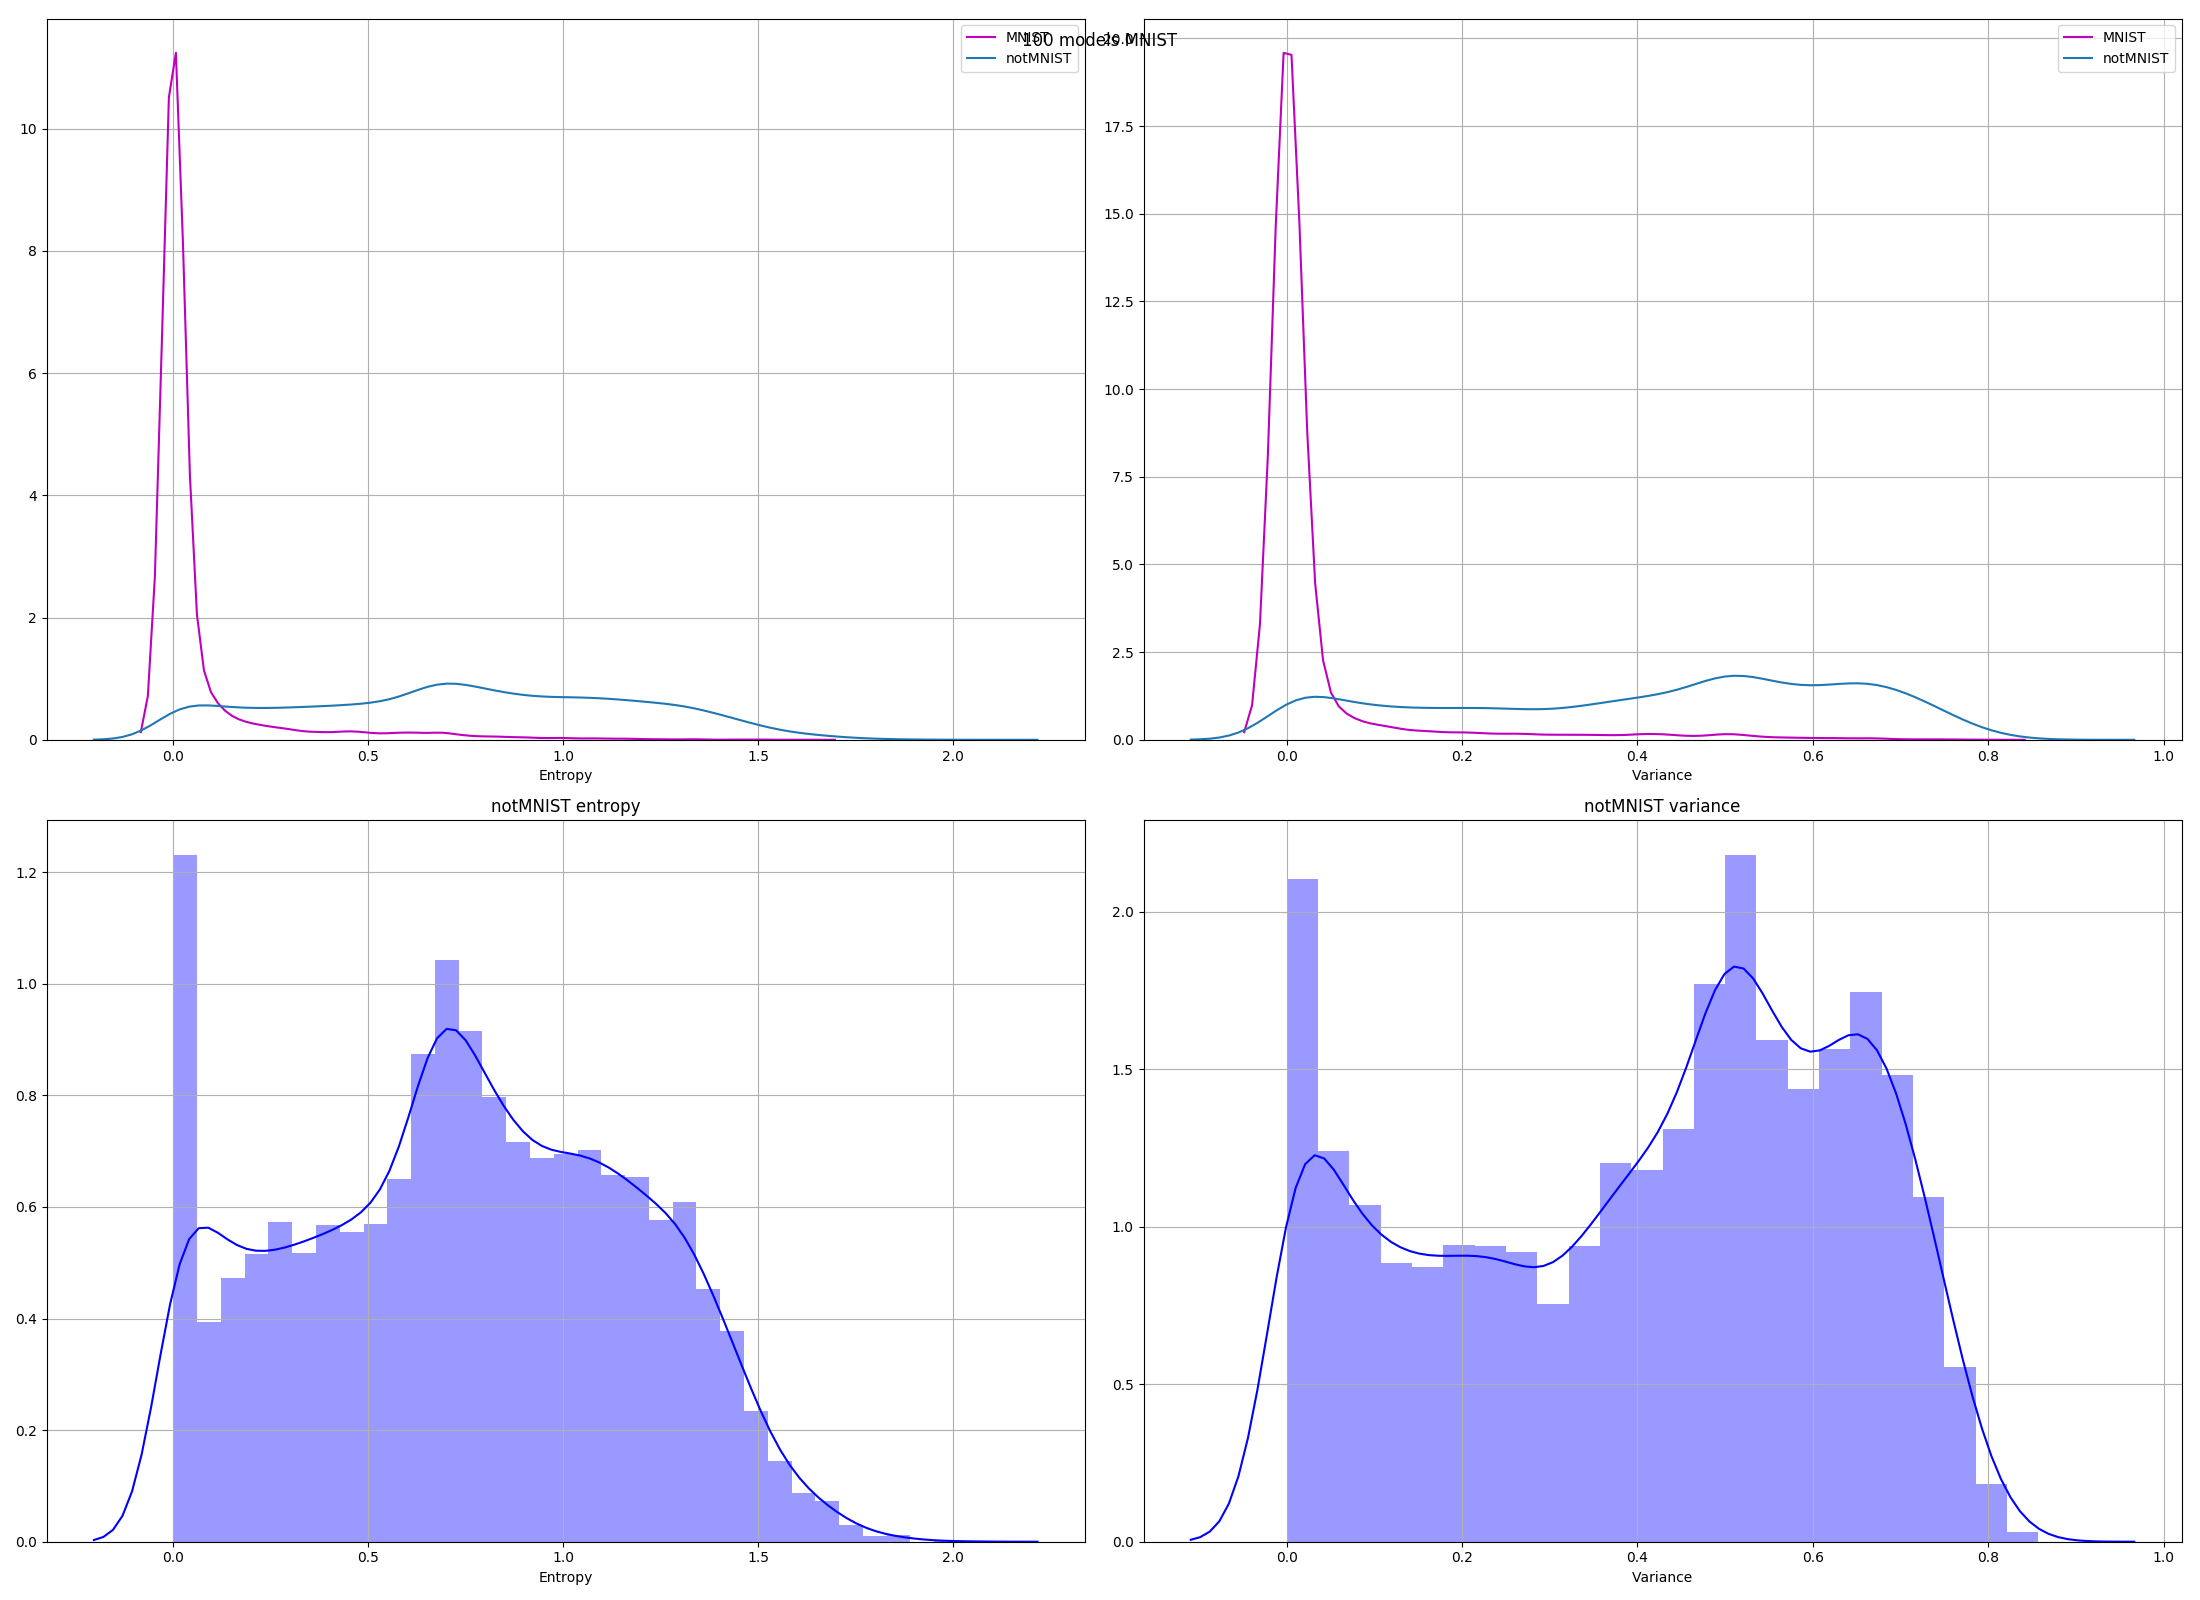 100 models MNIST
MNIST
notMNIST
10
8
6
4
2
0
0.0 0.5 1.0 1.5 2.0
Entropy
MNIST
notMNIST
20.0
17.5
15.0
12.5
10.0
7.5
5.0
2.5
0.0
0.0 0.2 0.4 0.6 0.8 1.0
Variance
notMNIST entropy
1.2
1.0
0.8
0.6
0.4
0.2
0.0
0.0 0.5 1.0 1.5 2.0
Entropy
notMNIST variance
2.0
1.5
1.0
0.5
0.0
0.0 0.2 0.4 0.6 0.8 1.0
Variance